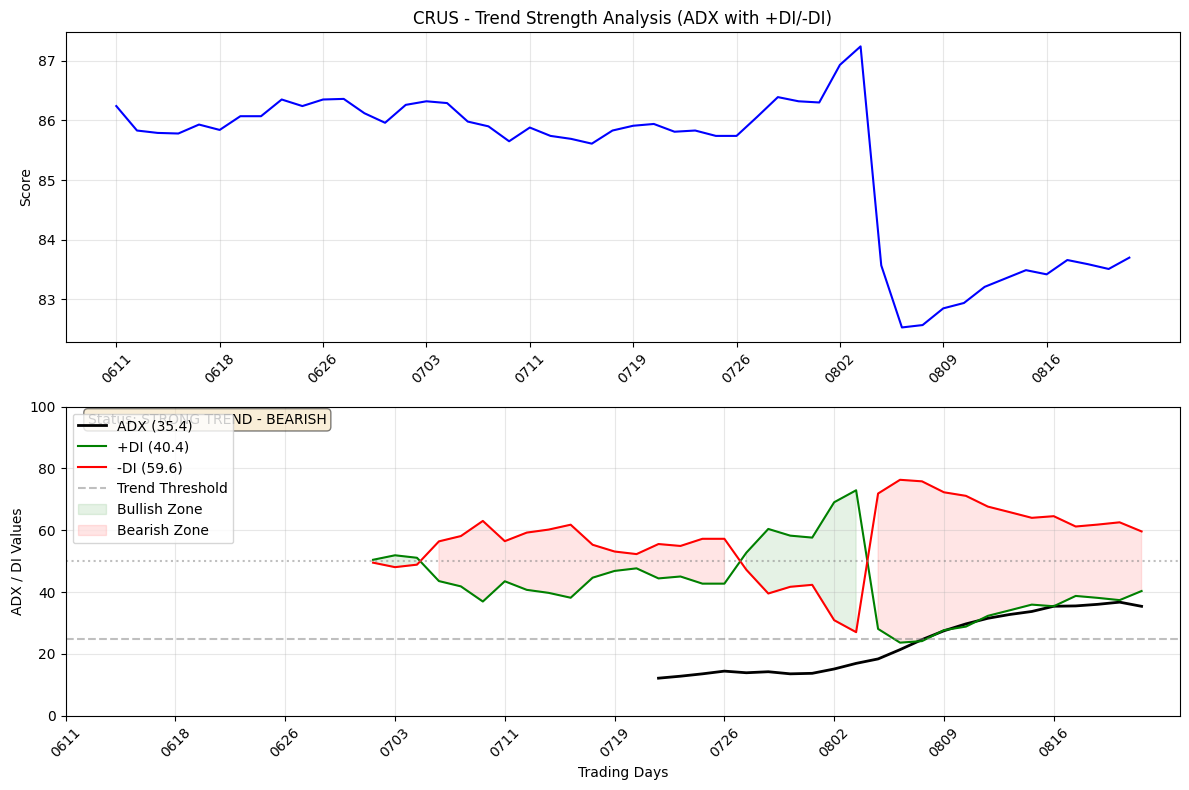 CRUS - Trend Strength Analysis (ADX with +DI/-DI)
Score
87
86
85
84
83
0611
0618
0626
0703
0711
0719
0726
0802
0809
0816
ADX / DI Values
100
80
60
40
20
0
Status: STRONG TREND - BEARISH
ADX (35.4)
+DI (40.4)
-DI (59.6)
Trend Threshold
Bullish Zone
Bearish Zone
0611
0618
0626
0703
0711
0719
0726
0802
0809
0816
Trading Days